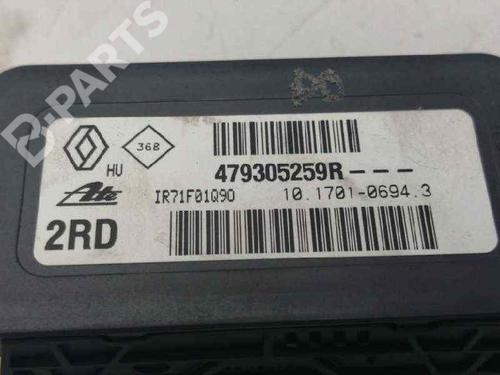 B-PARTS
368
HU
479305259R---
Ate
IR71F01Q90
10.1701-0694.3
2RD